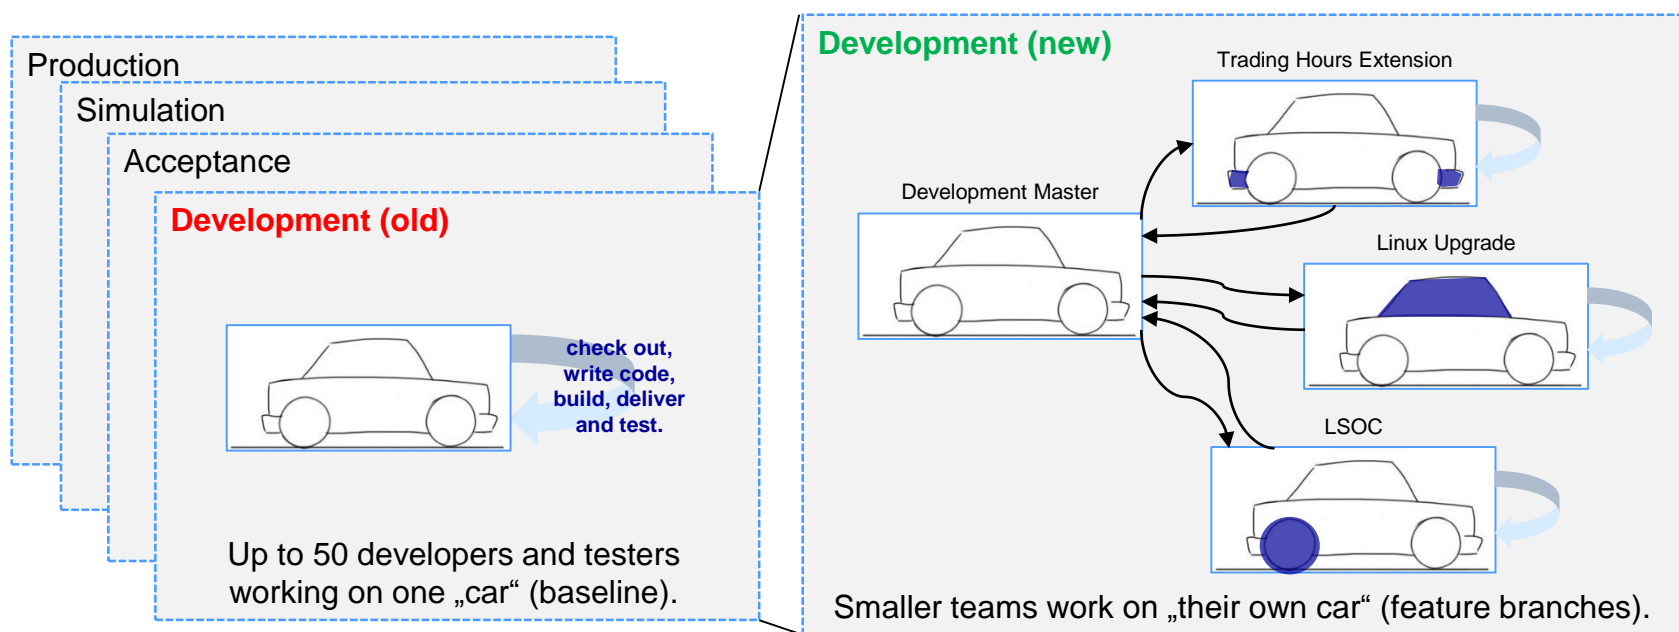 Production
Simulation
Acceptance
Development (old)
check out,
write code,
build, deliver
and test.
Up to 50 developers and testers
working on one „car“ (baseline).
Development (new)
Trading Hours Extension
Development Master
Linux Upgrade
LSOC
Smaller teams work on „their own car“ (feature branches).